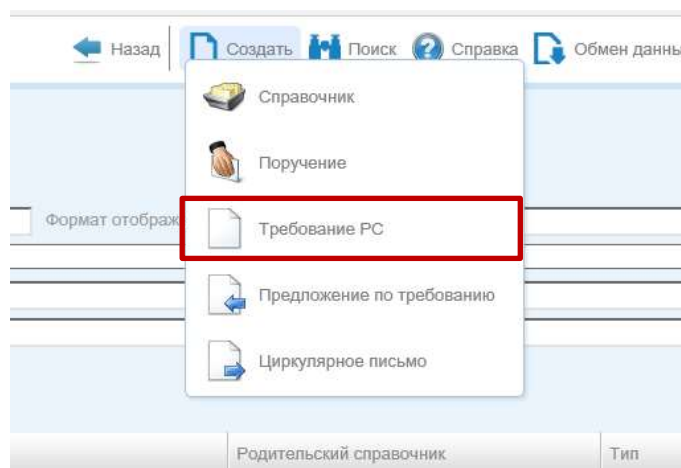 Назад Создать Поиск Справка Обмен данны
Справочник
Поручение
Формат отображ
Требование РС
Предложение по требованию
Циркулярное письмо
Родительский справочник Тип